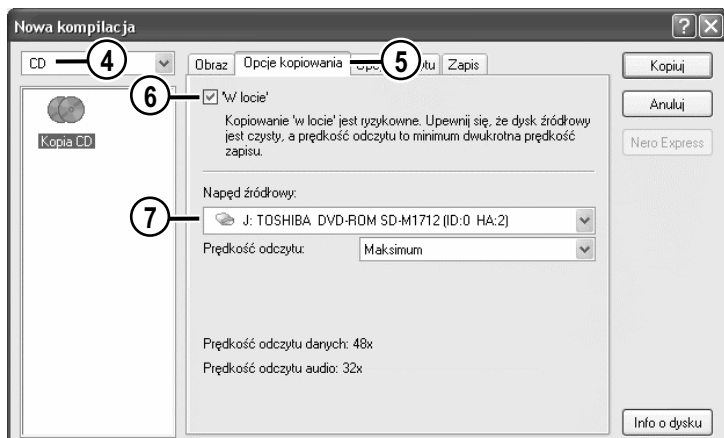 Nowa kompilacja
CD
4
Kopia CD
Obraz
Opcje kopiowania
5
tu
Zapis
6
'W locie'
Kopiowanie 'w locie' jest ryzykowne. Upewnij się, że dysk źródłowy
jest czysty, a prędkość odczytu to minimum dwukrotna prędkość
zapisu.
Napęd źródłowy:
7
J: TOSHIBA DVD-ROM SD-M1712 (ID:0 HA:2)
Prędkość odczytu:
Maksimum
Prędkość odczytu danych: 48x
Prędkość odczytu audio: 32x
Kopiuj
Anuluj
Nero Express
Info o dysku